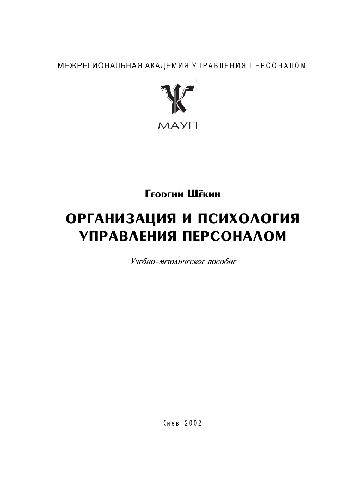 МЕЖРЕГИОНАЛЬНАЯ АКАДЕМИЯ УПРАВЛЕНИЯ ПЕРСОНАЛОМ
МАУП
Георгий Щёкин
ОРГАНИЗАЦИЯ И ПСИХОЛОГИЯ
УПРАВЛЕНИЯ ПЕРСОНАЛОМ
Учебно-методическое пособие
Киев 2002